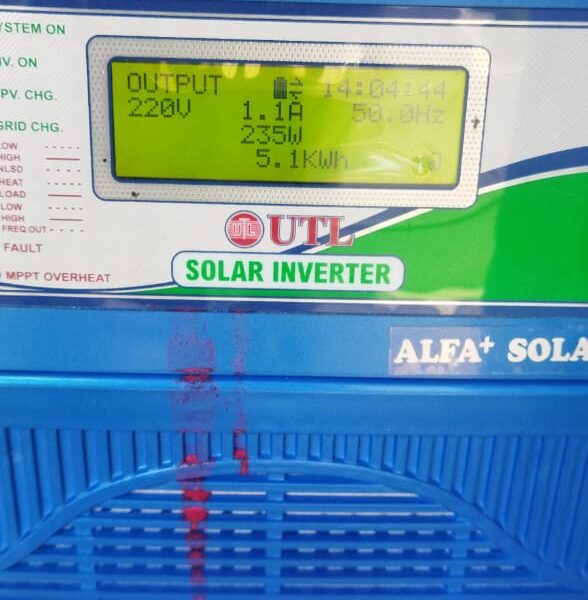 YSTEM ON
V. ON
PV. CHG.
GRID CHG.
LOW -----
HIGH
NLSD ----
HEAT -----
LOAD
LOW ----
HIGH
FREQ.OUT -----
FAULT
MPPT OVERHEAT
OUTPUT 14:04:44
220V 1.1A 50.0Hz
235W
5.1KWh
UTL
UTL
SOLAR INVERTER
ALFA+ SOLA